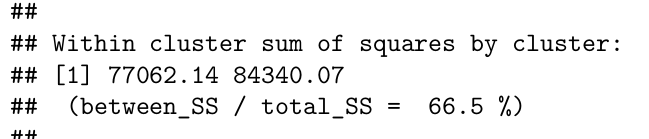 ##
## Within cluster sum of squares by cluster:
## [1] 77062.14 84340.07
##  (between_SS / total_SS =  66.5 %)
##